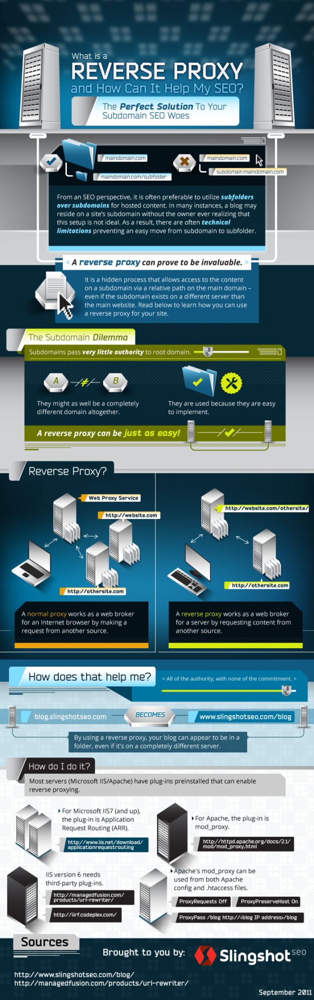 What is a
REVERSE PROXY
and How Can It Help My SEO?
The Perfect Solution To Your
Subdomain SEO Woes
maindomain.com
maindomain.com/subfolder
maindomain.com
subdomain.maindomain.com
From an SEO perspective, it is often preferable to utilize subfolders
over subdomains for hosted content. In many instances, a blog may
reside on a site's subdomain without the owner ever realizing that
this setup is not ideal. As a result, there are often technical
limitations preventing an easy move from subdomain to subfolder.
< A reverse proxy can prove to be invaluable. >
It is a hidden process that allows access to the content
on a subdomain via a relative path on the main domain –
even if the subdomain exists on a different server than
the main website. Read below to learn how you can use
a reverse proxy for your site.
The Subdomain Dilemma
Subdomains pass very little authority to root domain.
A ≠ B
They might as well be a completely
different domain altogether.
They are used because they are easy
to implement.
A reverse proxy can be just as easy!
Reverse Proxy?
Web Proxy Service
http://website.com
http://othersite.com
A normal proxy works as a web broker
for an Internet browser by making a
request from another source.
http://website.com/othersite/
http://othersite.com
A reverse proxy works as a web broker
for a server by requesting content from
another source.
How does that help me?
< All of the authority, with none of the commitment. >
blog.slingshotseo.com
BECOMES
www.slingshotseo.com/blog
By using a reverse proxy, your blog can appear to be in a
folder, even if it's on a completely different server.
How do I do it?
Most servers (Microsoft IIS/Apache) have plug-ins preinstalled that can enable
reverse proxying.
For Microsoft IIS7 (and up),
the plug-in is Application
Request Routing (ARR).
http://www.iis.net/download/
applicationrequestrouting
For Apache, the plug-in is
mod_proxy.
http://httpd.apache.org/docs/2.1/
mod/mod_proxy.html
IIS version 6 needs
third-party plug-ins.
http://managedfusion.com/
products/url-rewriter/
http://iirf.codeplex.com/
Apache's mod_proxy can be
used from both Apache
config and .htaccess files.
ProxyRequests Off
ProxyPreserveHost On
ProxyPass /blog http://<blog IP address>/blog
Sources
Brought to you by:
Slingshot seo
http://www.slingshotseo.com/blog/
http://managedfusion.com/products/url-rewriter/
September 2011